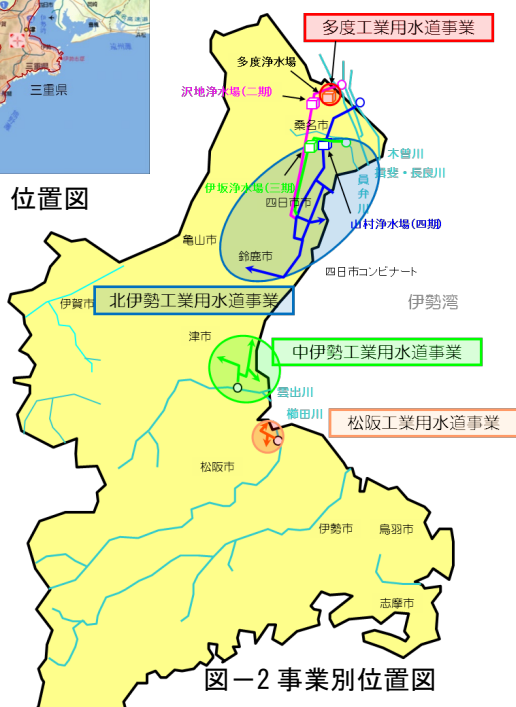 三重県
位置図
多度工業用水道事業
多度浄水場
沢地浄水場(二期)
桑名市
木曽川
揖斐・長良川
員弁川
伊坂浄水場(三期)
四日市市
山村浄水場(四期)
亀山市
鈴鹿市
四日市コンビナート
伊賀市
北伊勢工業用水道事業
伊勢湾
津市
中伊勢工業用水道事業
雲出川
櫛田川
松阪工業用水道事業
松阪市
伊勢市
鳥羽市
志摩市
図－2 事業別位置図